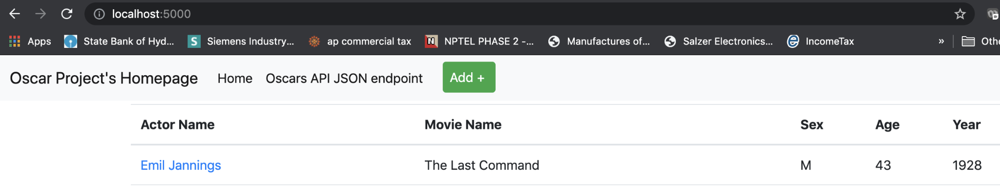 localhost:5000
Apps State Bank of Hyd... Siemens Industry... ap commercial tax NPTEL PHASE 2 -... Manufactures of... Salzer Electronics... IncomeTax » Othe
Oscar Project's Homepage Home Oscars API JSON endpoint Add +
Actor Name Movie Name Sex Age Year
Emil Jannings The Last Command M 43 1928